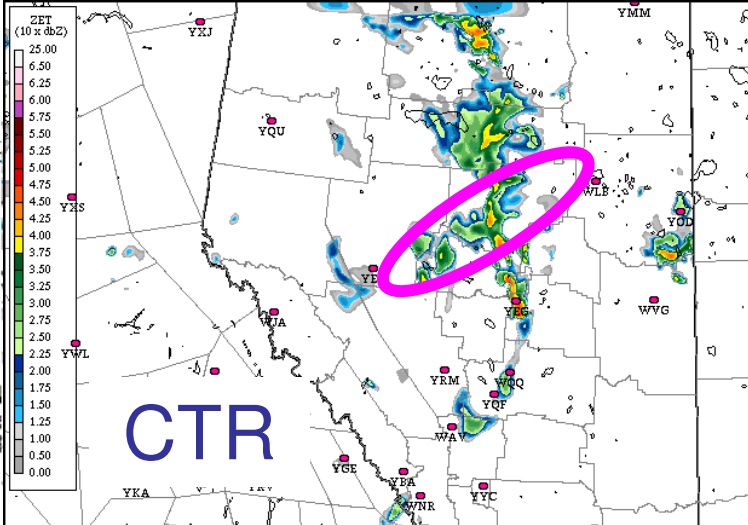 ZET
(10 x dbZ)
25.00
6.50
6.25
6.00
5.75
5.50
5.25
5.00
4.75
4.50
4.25
4.00
3.75
3.50
3.25
3.00
2.75
2.50
2.25
2.00
1.75
1.50
1.25
1.00
0.50
0.00
YXJ
YMM
YQU
YXS
WLB
YOD
YE
WJA
YEG
WVG
YWL
YRM
WQQ
YQF
CTR
WAV
YGE
YBA
YKA
WNR
YYC